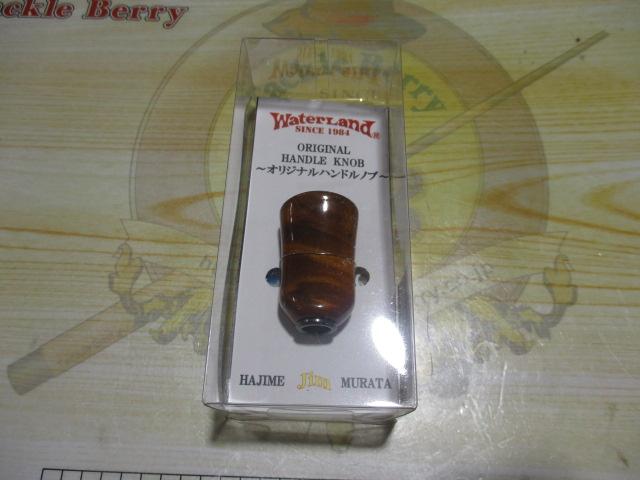 ackle Berry
WaterLand®
SINCE 1984
ORIGINAL
HANDLE KNOB
～オリジナルハンドルノブ～
HAJIME Jim MURATA